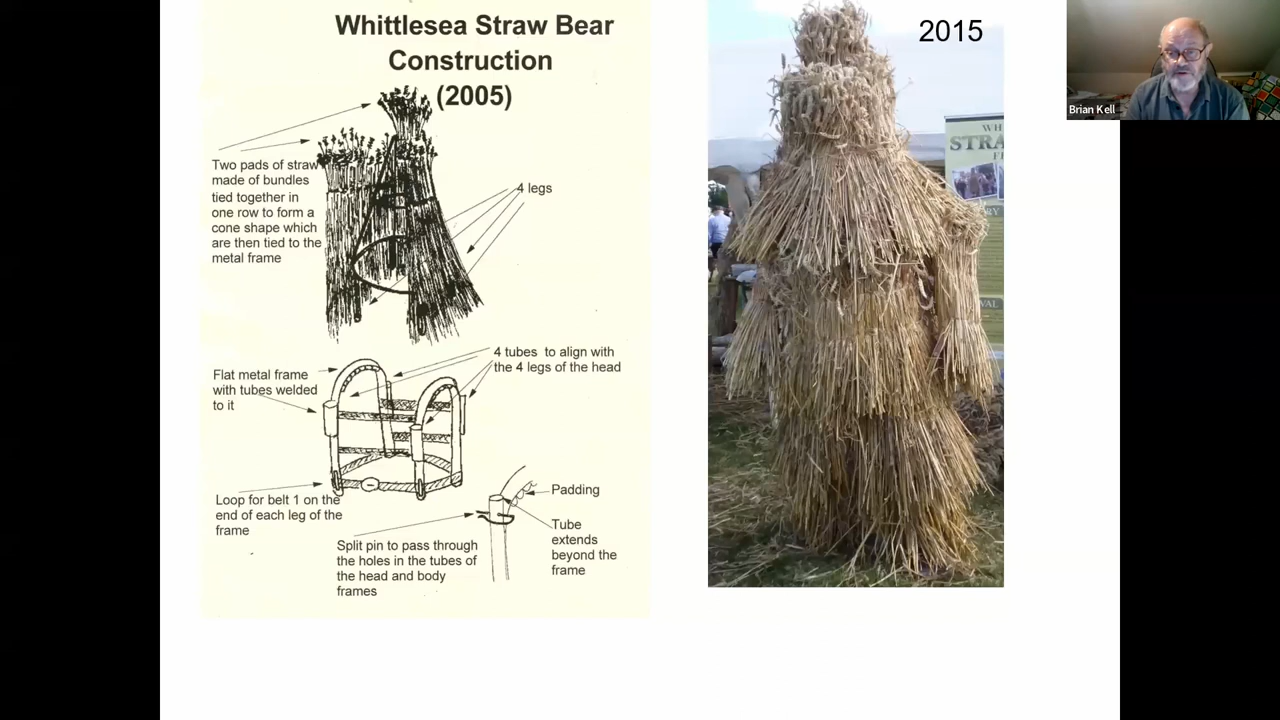 Whittlesea Straw Bear
Construction
(2005)
Two pads of straw
made of bundles
tied together in
one row to form a
cone shape which
are then tied to the
metal frame
4 legs
4 tubes to align with
the 4 legs of the head
Flat metal frame
with tubes welded
to it
Loop for belt 1 on the
end of each leg of the
frame
Padding
Tube
extends
beyond the
frame
Split pin to pass through
the holes in the tubes of
the head and body
frames
2015
WH
STRA
F
RY
VAL
Brian Kell